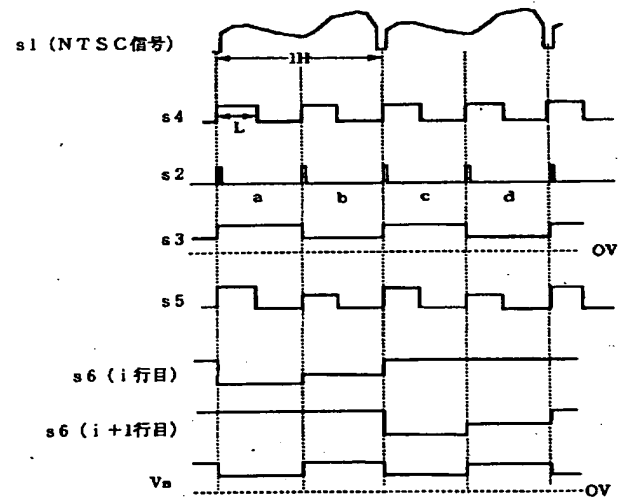 s1（NTSC信号）
1H
s4
L
s2
a b c d
s3
OV
s5
s6（i行目）
s6（i+1行目）
Vm
OV